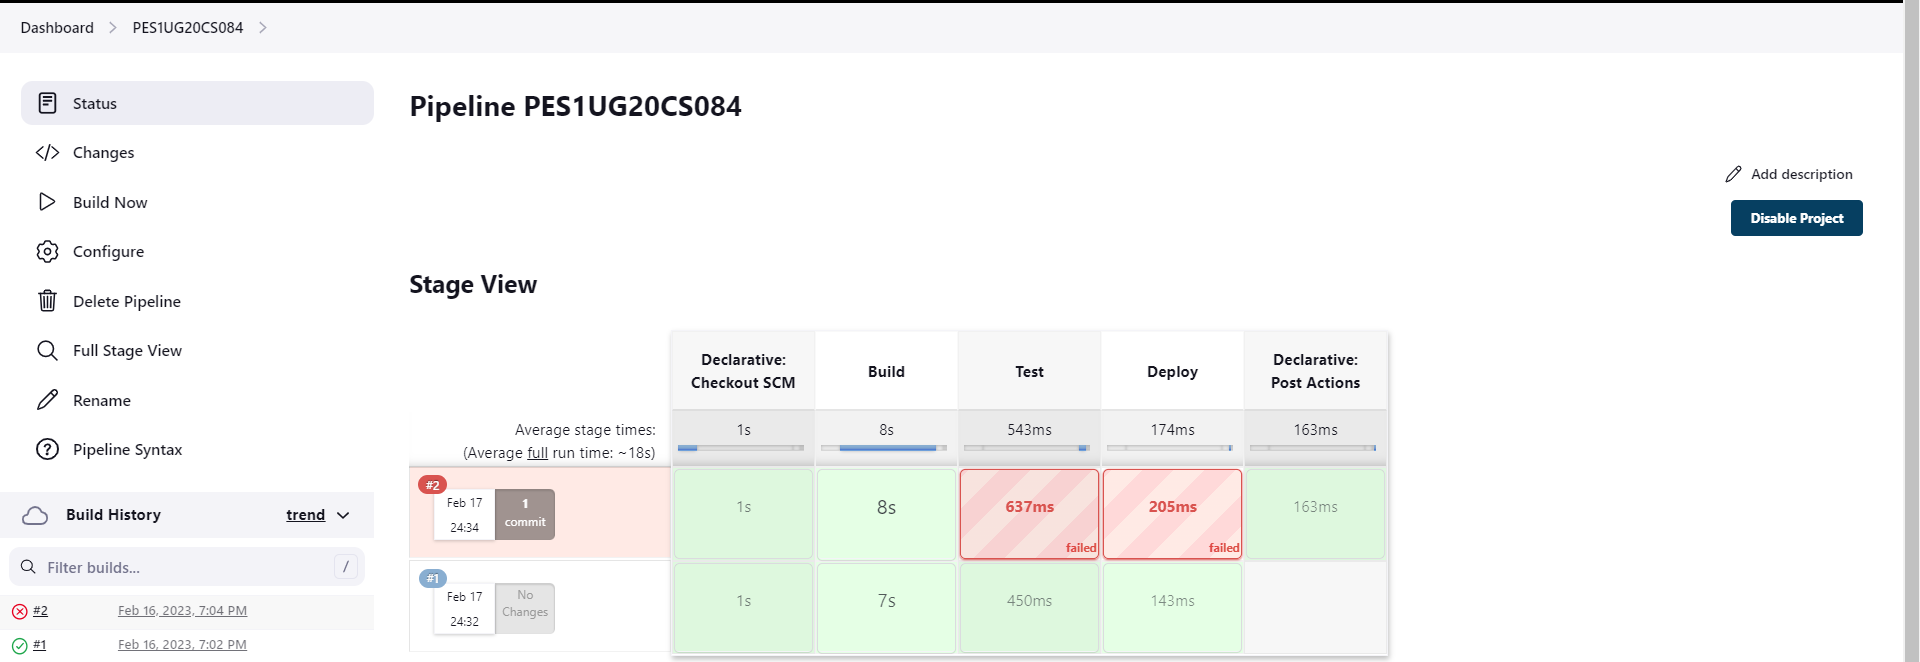 Dashboard
PES1UG20CS084
Status
Changes
Build Now
Configure
Delete Pipeline
Full Stage View
Rename
Pipeline Syntax
Build History
trend
Filter builds...
/
#2
Feb 16, 2023, 7:04 PM
#1
Feb 16, 2023, 7:02 PM
Pipeline PES1UG20CS084
Add description
Disable Project
Stage View
Declarative:
Checkout SCM
Build
Test
Deploy
Declarative:
Post Actions
Average stage times:
(Average full run time: ~18s)
1s
8s
543ms
174ms
163ms
#2
Feb 17
24:34
1
commit
1s
8s
637ms
failed
205ms
failed
163ms
#1
Feb 17
24:32
No
Changes
1s
7s
450ms
143ms